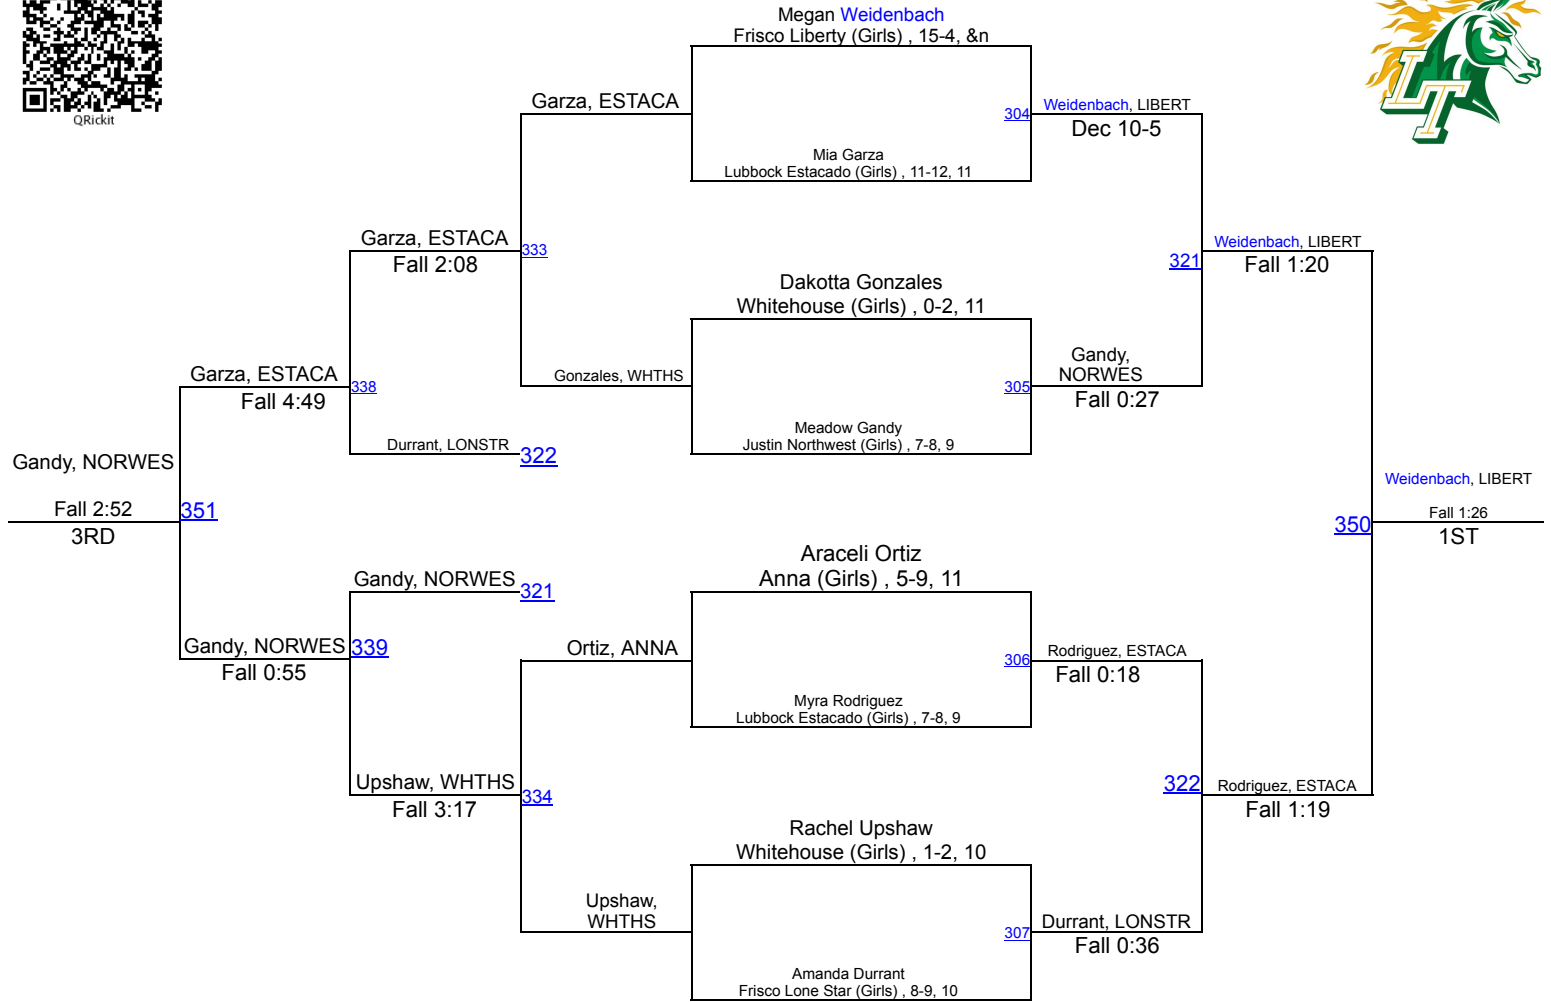 Megan Weidenbach
Frisco Liberty (Girls) , 15-4, &n
QRickit
LT
Garza, ESTACA
304
Weidenbach, LIBERT
Dec 10-5
Mia Garza
Lubbock Estacado (Girls) , 11-12, 11
Garza, ESTACA
Fall 2:08
333
321
Weidenbach, LIBERT
Fall 1:20
Dakotta Gonzales
Whitehouse (Girls) , 0-2, 11
Garza, ESTACA
Fall 4:49
338
Gonzales, WHTHS
305
Gandy,
NORWES
Fall 0:27
Meadow Gandy
Justin Northwest (Girls) , 7-8, 9
Durrant, LONSTR
322
Gandy, NORWES
Fall 2:52
3RD
351
350
Weidenbach, LIBERT
Fall 1:26
1ST
Araceli Ortiz
Anna (Girls) , 5-9, 11
Gandy, NORWES
321
Gandy, NORWES
Fall 0:55
339
Ortiz, ANNA
306
Rodriguez, ESTACA
Fall 0:18
Myra Rodriguez
Lubbock Estacado (Girls) , 7-8, 9
Upshaw, WHTHS
Fall 3:17
334
322
Rodriguez, ESTACA
Fall 1:19
Rachel Upshaw
Whitehouse (Girls) , 1-2, 10
Upshaw,
WHTHS
307
Durrant, LONSTR
Fall 0:36
Amanda Durrant
Frisco Lone Star (Girls) , 8-9, 10